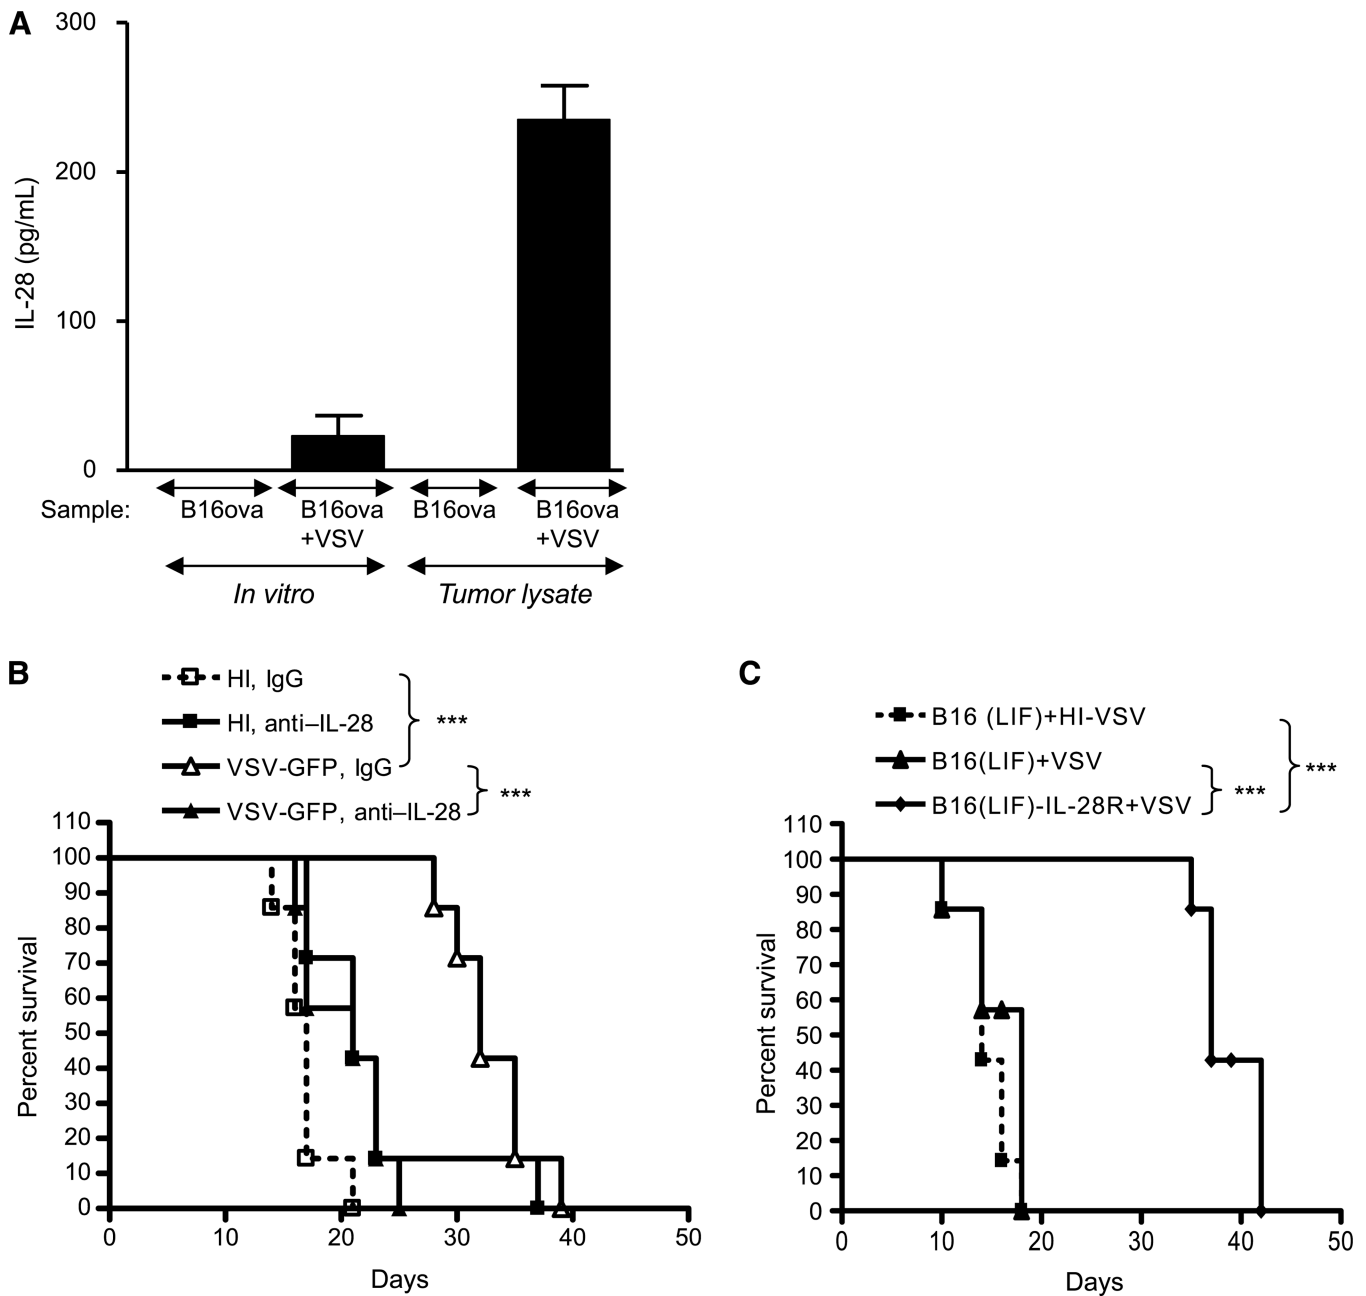 A
300
200
100
0
IL-28 (pg/mL)
Sample: B16ova B16ova B16ova B16ova
+VSV +VSV
In vitro Tumor lysate
B
HI, IgG
HI, anti–IL-28
VSV-GFP, IgG
VSV-GFP, anti–IL-28
***
***
110
100
90
80
70
60
50
40
30
20
10
0
Percent survival
0 10 20 30 40 50
Days
C
B16 (LIF)+HI-VSV
B16(LIF)+VSV
B16(LIF)-IL-28R+VSV
***
***
110
100
90
80
70
60
50
40
30
20
10
0
Percent survival
0 10 20 30 40 50
Days